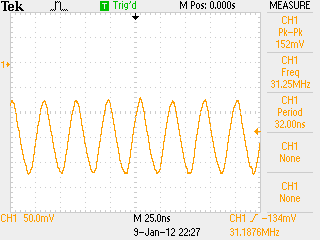 Tek Trig'd M Pos: 0.000s MEASURE
CH1
Pk-Pk
152mV
CH1
Freq
31.25MHz
CH1
Period
32.00ns
CH1
None
CH1
None
1
CH1 50.0mV M 25.0ns CH1 -134mV
9-Jan-12 22:27 31.1876MHz